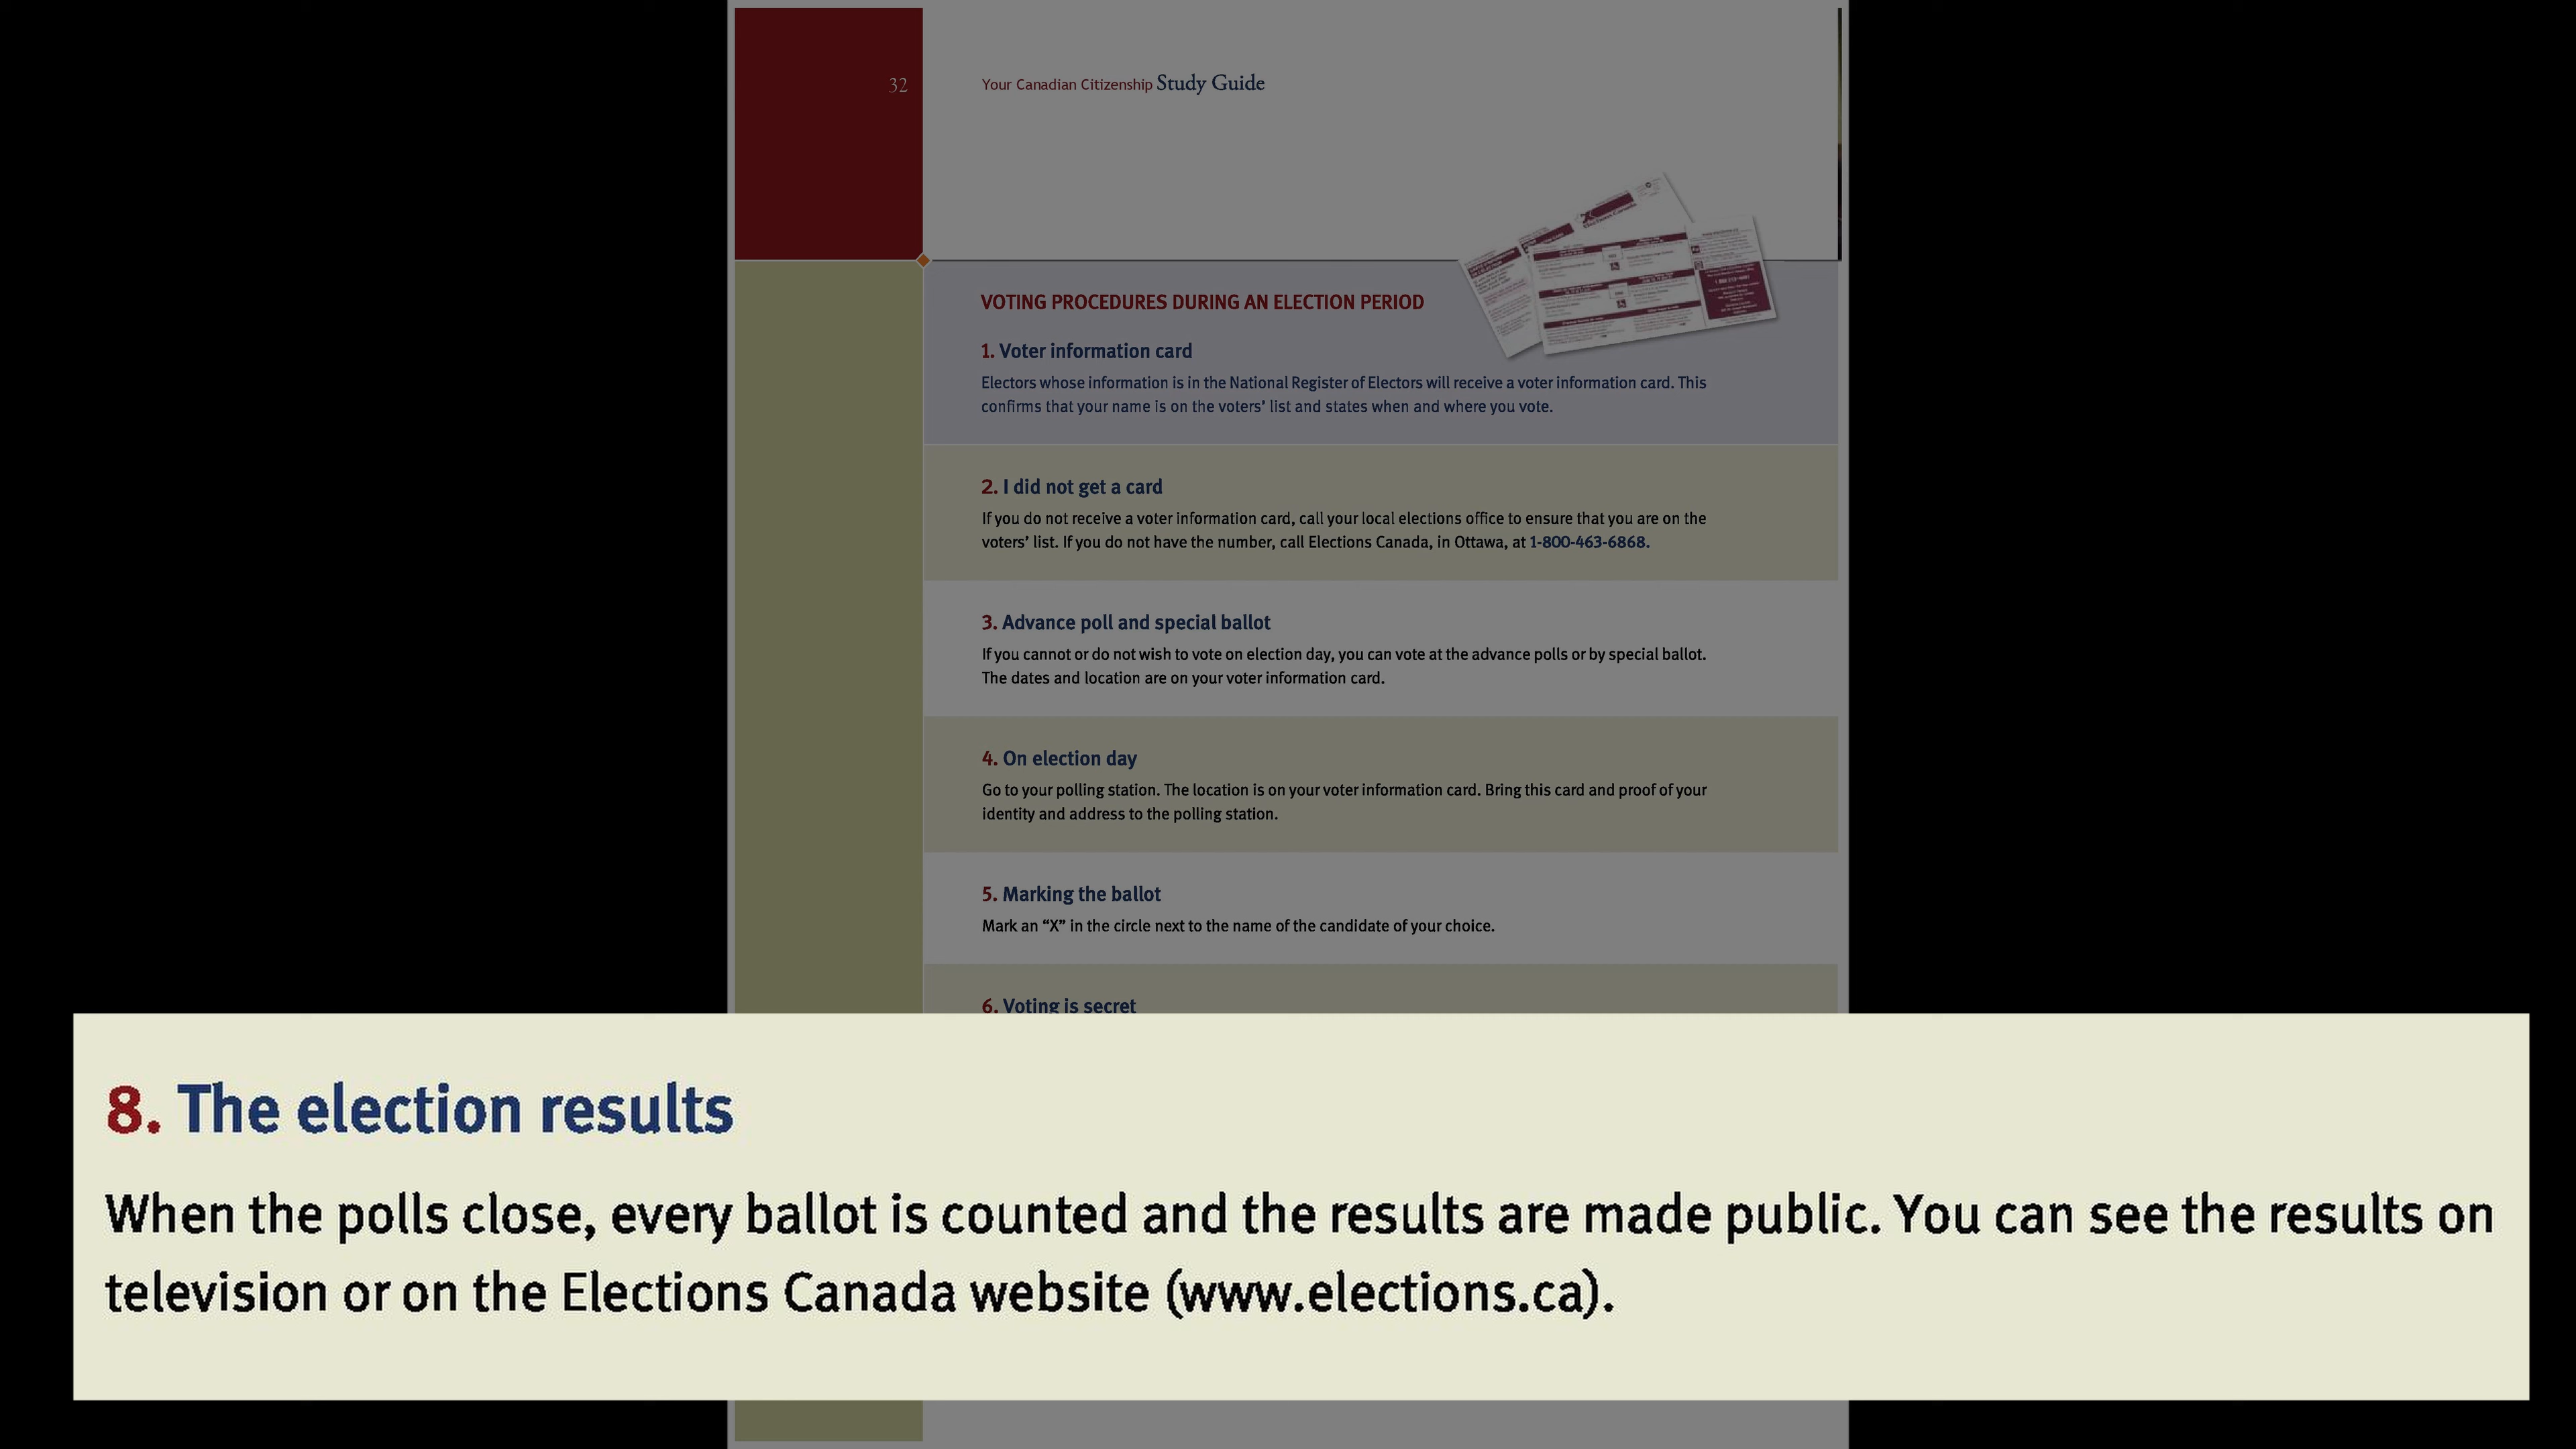 32
Your Canadian Citizenship Study Guide
VOTING PROCEDURES DURING AN ELECTION PERIOD
1. Voter information card
Electors whose information is in the National Register of Electors will receive a voter information card. This
confirms that your name is on the voters’ list and states when and where you vote.
2. I did not get a card
If you do not receive a voter information card, call your local elections office to ensure that you are on the
voters’ list. If you do not have the number, call Elections Canada, in Ottawa, at 1-800-463-6868.
3. Advance poll and special ballot
If you cannot or do not wish to vote on election day, you can vote at the advance polls or by special ballot.
The dates and location are on your voter information card.
4. On election day
Go to your polling station. The location is on your voter information card. Bring this card and proof of your
identity and address to the polling station.
5. Marking the ballot
Mark an “X” in the circle next to the name of the candidate of your choice.
6. Voting is secret
8. The election results
When the polls close, every ballot is counted and the results are made public. You can see the results on
television or on the Elections Canada website (www.elections.ca).